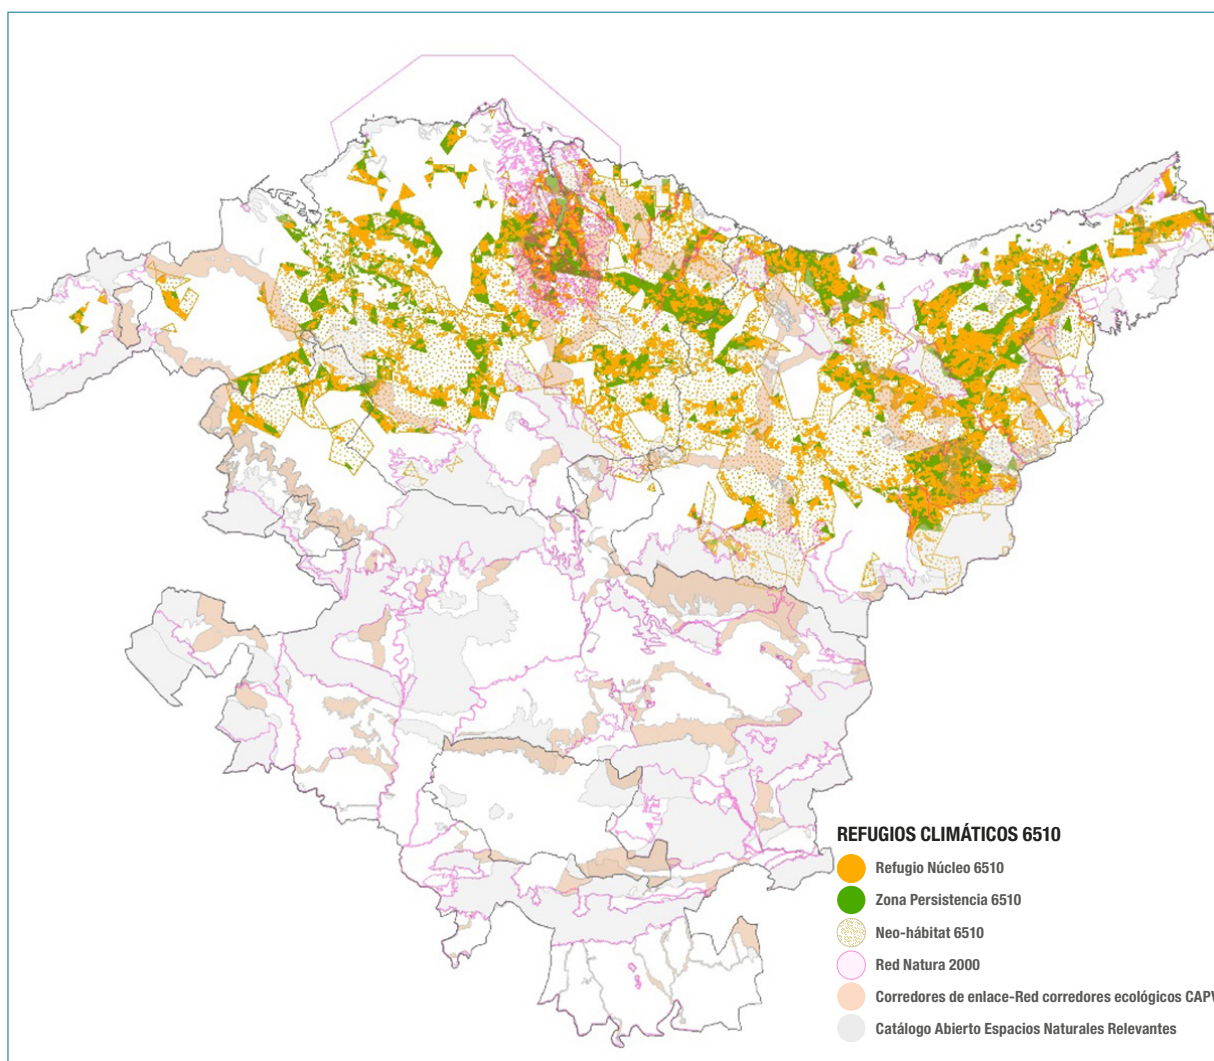 REFUGIOS CLIMÁTICOS 6510
Refugio Núcleo 6510
Zona Persistencia 6510
Neo-hábitat 6510
Red Natura 2000
Corredores de enlace-Red corredores ecológicos CAPV
Catálogo Abierto Espacios Naturales Relevantes